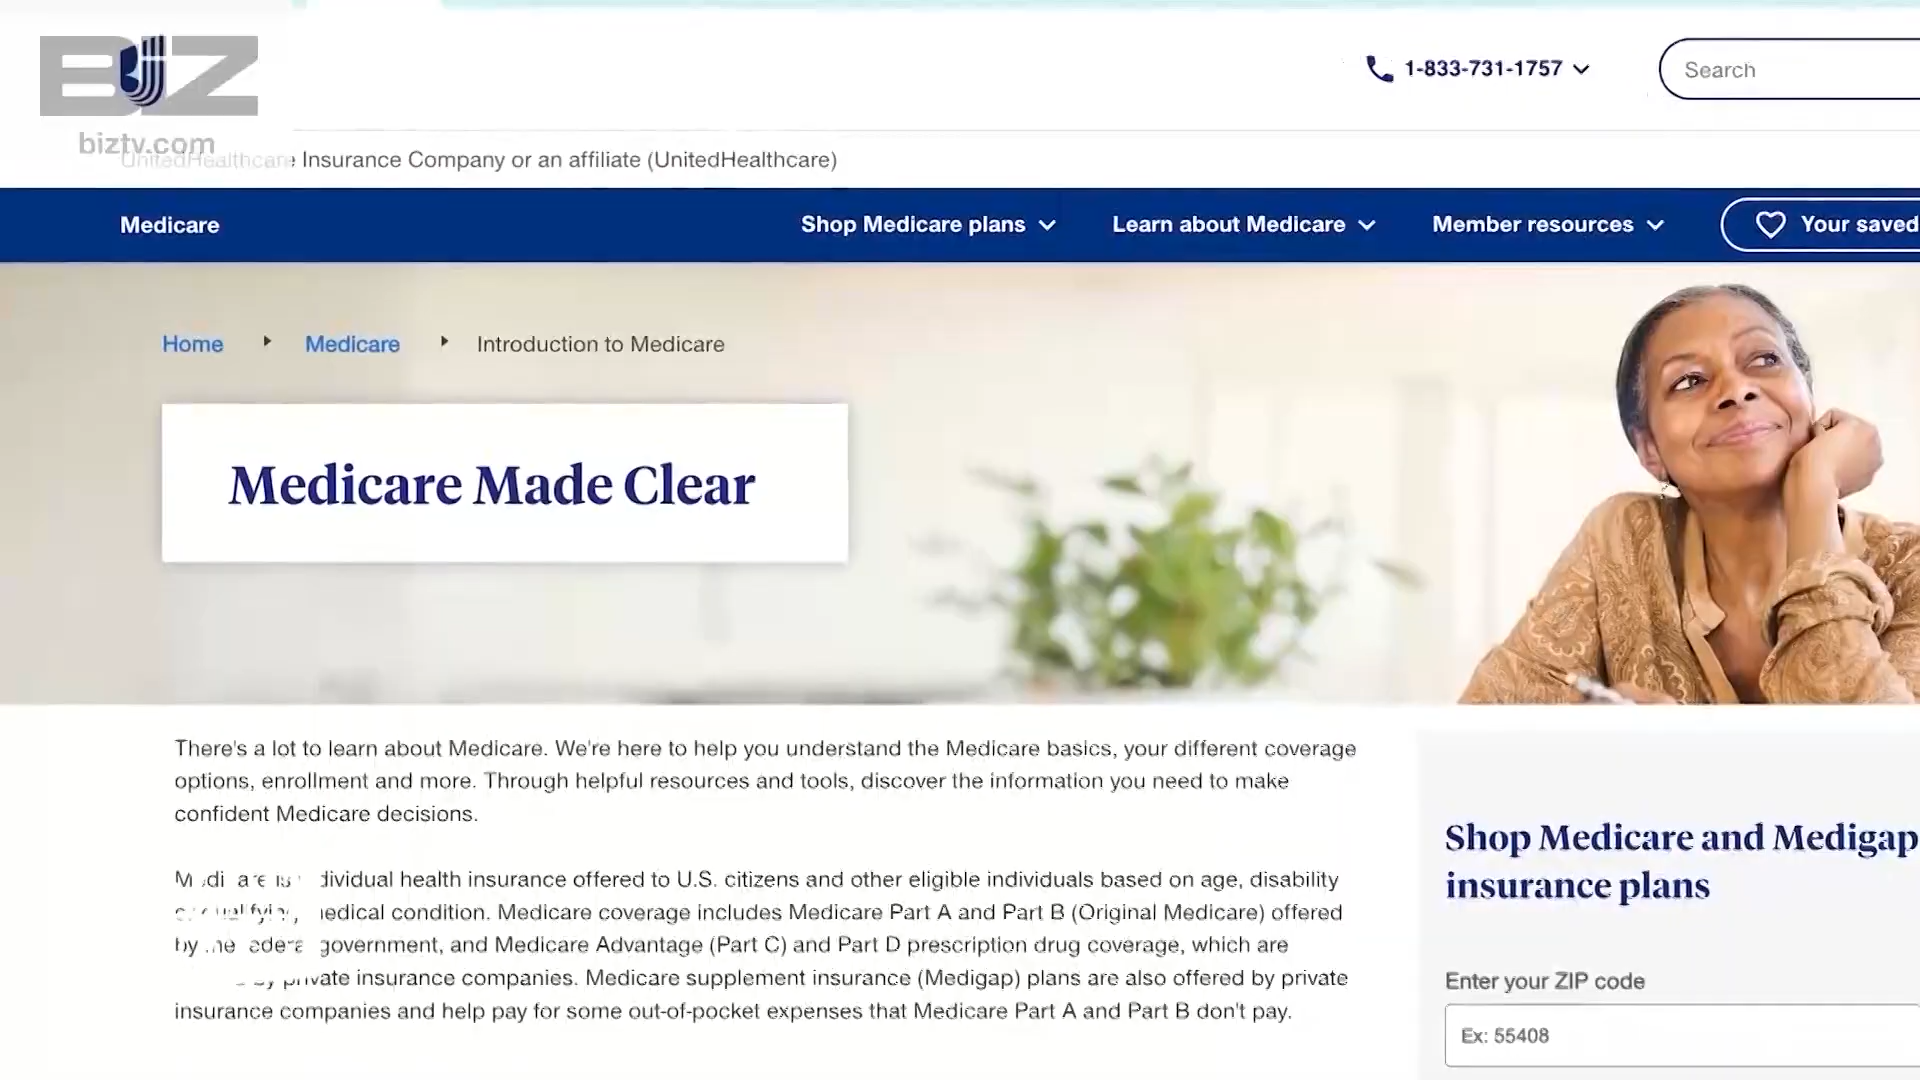 BIZ
biztv.com
1-833-731-1757
Search
UnitedHealthcare Insurance Company or an affiliate (UnitedHealthcare)
Medicare
Shop Medicare plans
Learn about Medicare
Member resources
Your saved
Home
Medicare
Introduction to Medicare
Medicare Made Clear
There's a lot to learn about Medicare. We're here to help you understand the Medicare basics, your different coverage
options, enrollment and more. Through helpful resources and tools, discover the information you need to make
confident Medicare decisions.
dividual health insurance offered to U.S. citizens and other eligible individuals based on age, disability
medical condition. Medicare coverage includes Medicare Part A and Part B (Original Medicare) offered
by government, and Medicare Advantage (Part C) and Part D prescription drug coverage, which are
by private insurance companies. Medicare supplement insurance (Medigap) plans are also offered by private
insurance companies and help pay for some out-of-pocket expenses that Medicare Part A and Part B don't pay.
Shop Medicare and Medigap
insurance plans
Enter your ZIP code
Ex: 55408